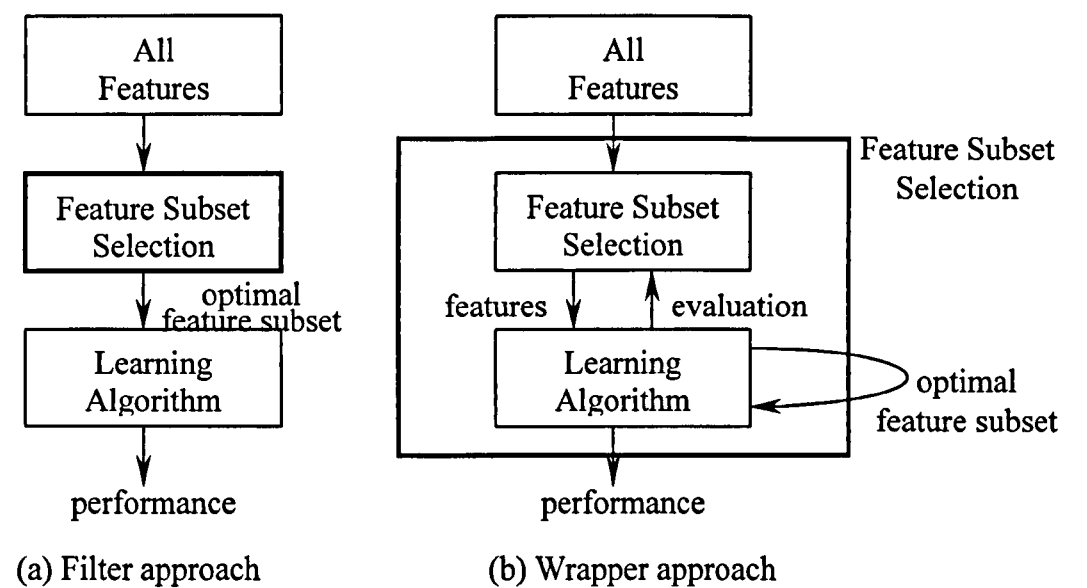 All
Features
Feature Subset
Selection
optimal
feature subset
Learning
Algorithm
performance
(a) Filter approach
All
Features
Feature Subset
Selection
Feature Subset
Selection
features
evaluation
Learning
Algorithm
optimal
feature subset
performance
(b) Wrapper approach